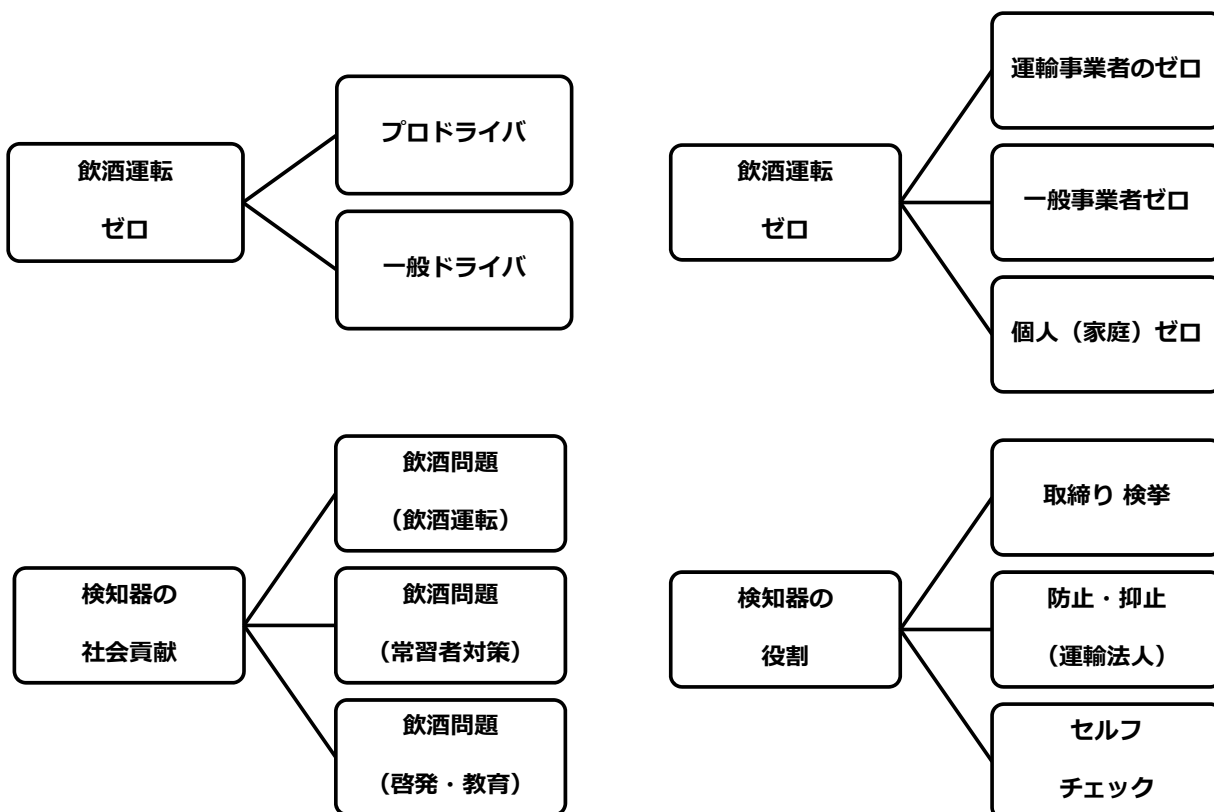 飲酒運転
ゼロ
プロドライバ
一般ドライバ
飲酒運転
ゼロ
運輸事業者のゼロ
一般事業者ゼロ
個人（家庭）ゼロ
検知器の
社会貢献
飲酒問題
（飲酒運転）
飲酒問題
（常習者対策）
飲酒問題
（啓発・教育）
検知器の
役割
取締り 検挙
防止・抑止
（運輸法人）
セルフ
チェック